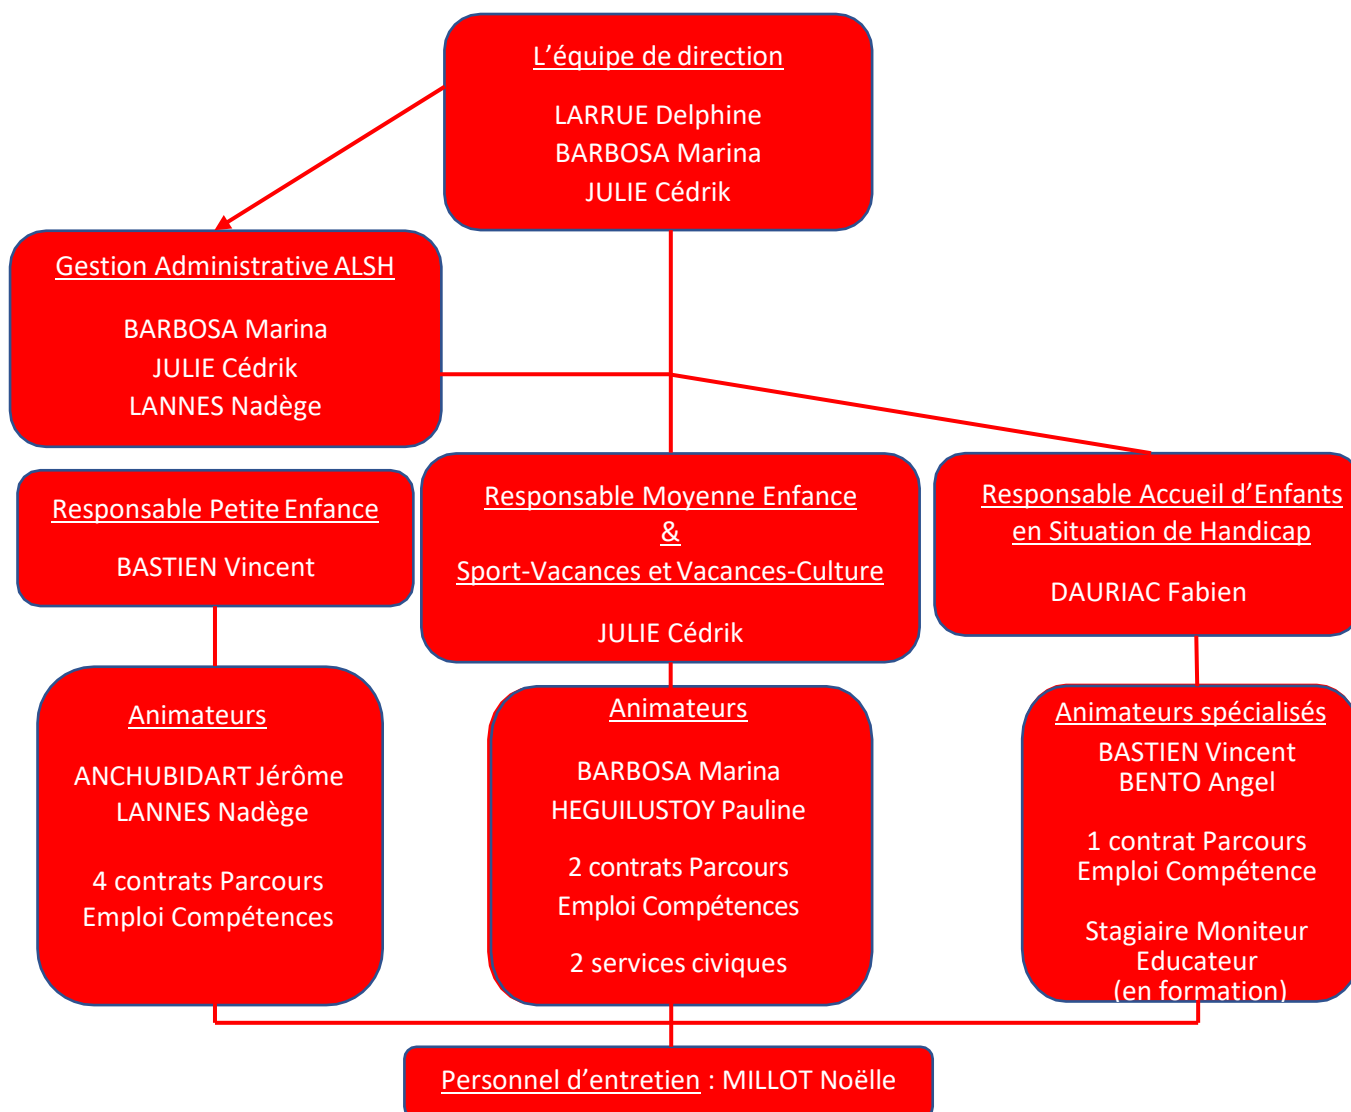 L’équipe de direction
LARRUE Delphine
BARBOSA Marina
JULIE Cédrik
Gestion Administrative ALSH
BARBOSA Marina
JULIE Cédrik
LANNES Nadège
Responsable Petite Enfance
BASTIEN Vincent
Responsable Moyenne Enfance
&
Sport-Vacances et Vacances-Culture
JULIE Cédrik
Responsable Accueil d’Enfants
en Situation de Handicap
DAURIAC Fabien
Animateurs
ANCHUBIDART Jérôme
LANNES Nadège
4 contrats Parcours
Emploi Compétences
Animateurs
BARBOSA Marina
HEGUILUSTOY Pauline
2 contrats Parcours
Emploi Compétences
2 services civiques
Animateurs spécialisés
BASTIEN Vincent
BENTO Angel
1 contrat Parcours
Emploi Compétence
Stagiaire Moniteur
Educateur
(en formation)
Personnel d’entretien : MILLOT Noëlle